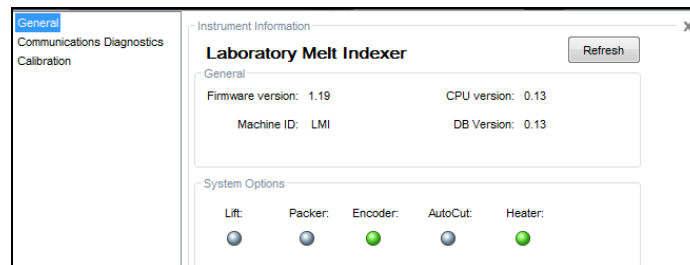 General
Communications Diagnostics
Calibration
Instrument Information
X
Laboratory Melt Indexer
Refresh
General
Firmware version: 1.19 CPU version: 0.13
Machine ID: LMI DB Version: 0.13
System Options
Lift: Packer: Encoder: AutoCut: Heater: